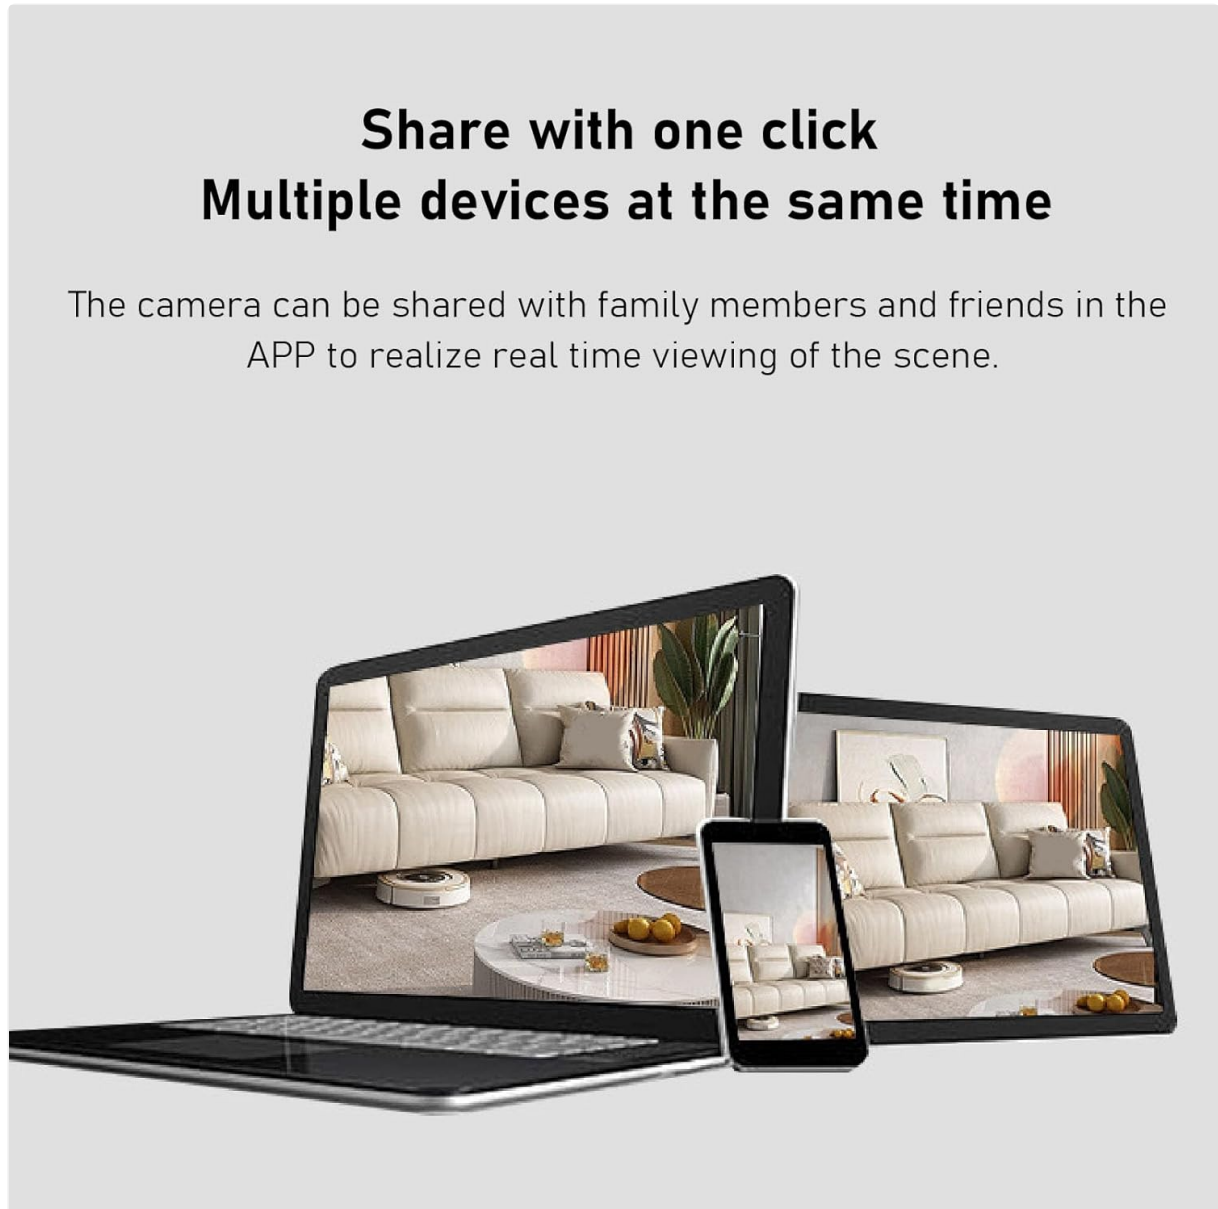 Share with one click
Multiple devices at the same time
The camera can be shared with family members and friends in the
APP to realize real time viewing of the scene.